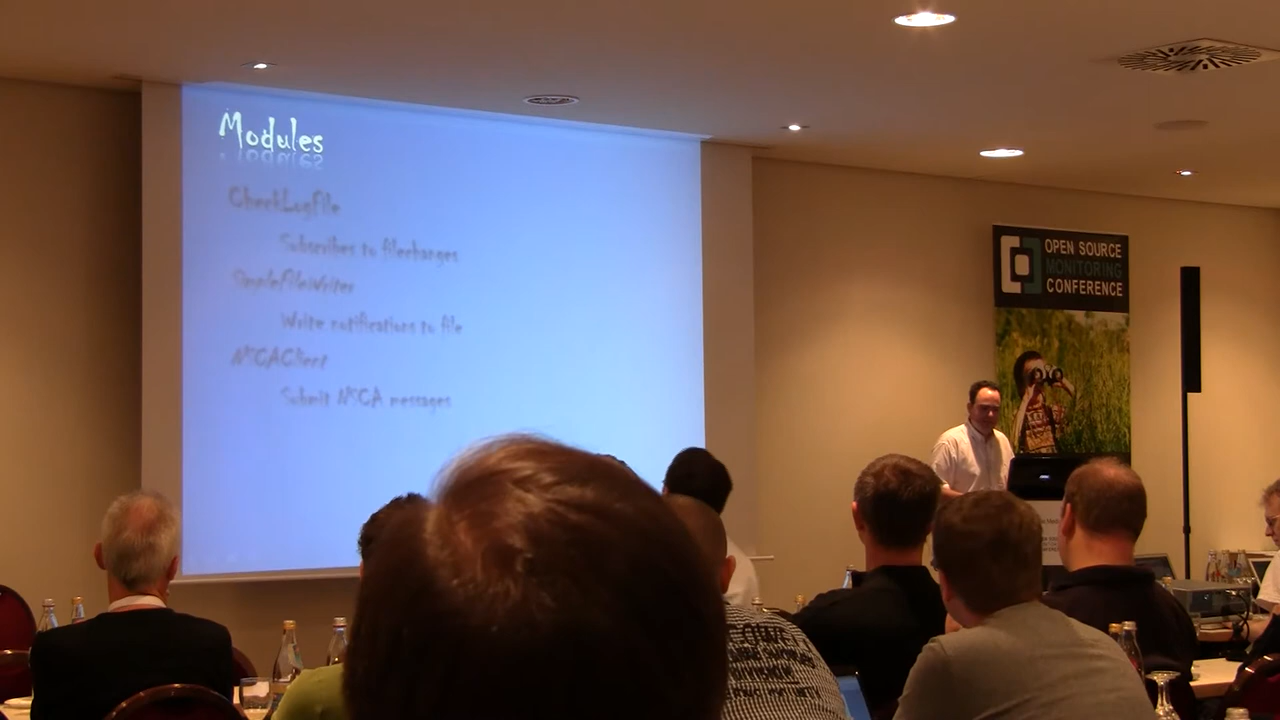 Modules
CheckLogFile
Subscribes to filechanges
SimpleFileWriter
Write notifications to file
NSCAClient
Submit NSCA messages
OPEN SOURCE
MONITORING
CONFERENCE